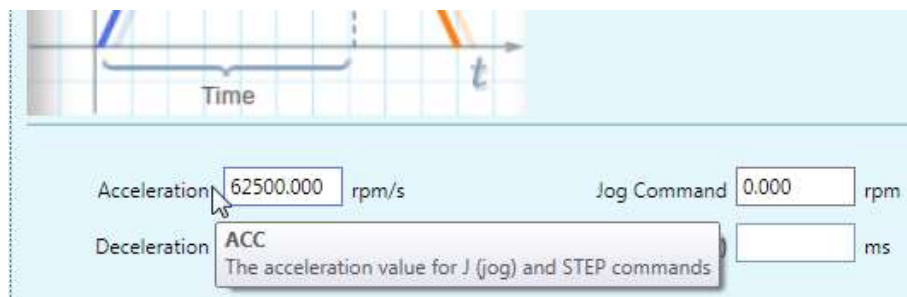 t
Time
Acceleration 62500.000 rpm/s Jog Command 0.000 rpm
Deceleration ms
ACC
The acceleration value for J (jog) and STEP commands